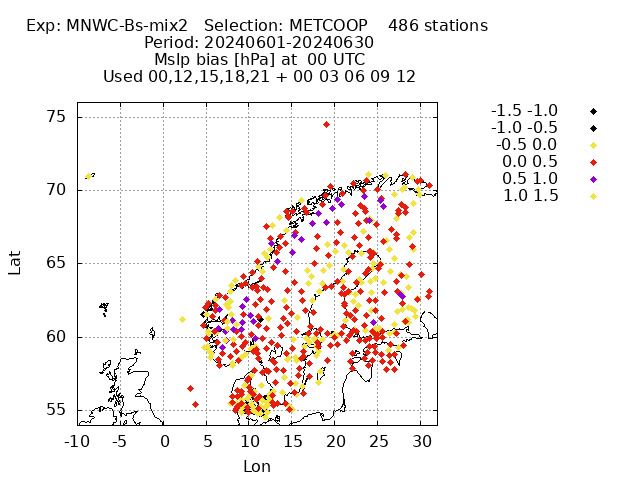 Exp: MNWC-Bs-mix2   Selection: METCOOP    486 stations
Period: 20240601-20240630
Mslp bias [hPa] at  00 UTC
Used 00,12,15,18,21 + 00 03 06 09 12
-1.5 -1.0
-1.0 -0.5
-0.5 0.0
0.0 0.5
0.5 1.0
1.0 1.5
75
70
65
60
55
Lat
-10 -5 0 5 10 15 20 25 30
Lon